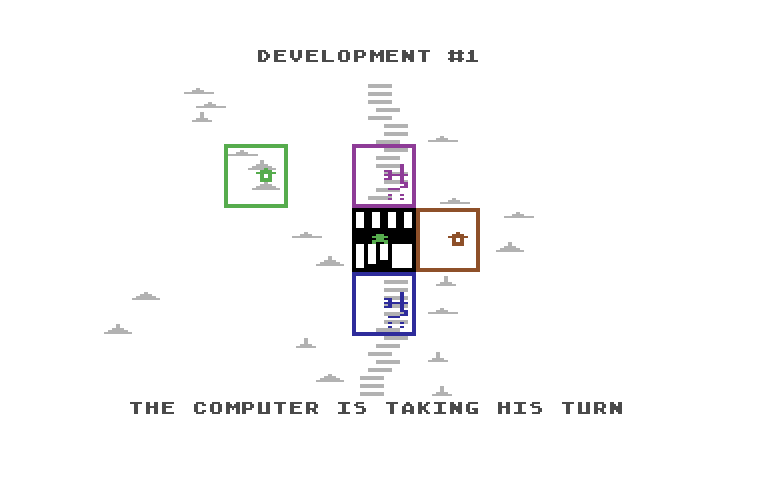 DEVELOPMENT #1
THE COMPUTER IS TAKING HIS TURN